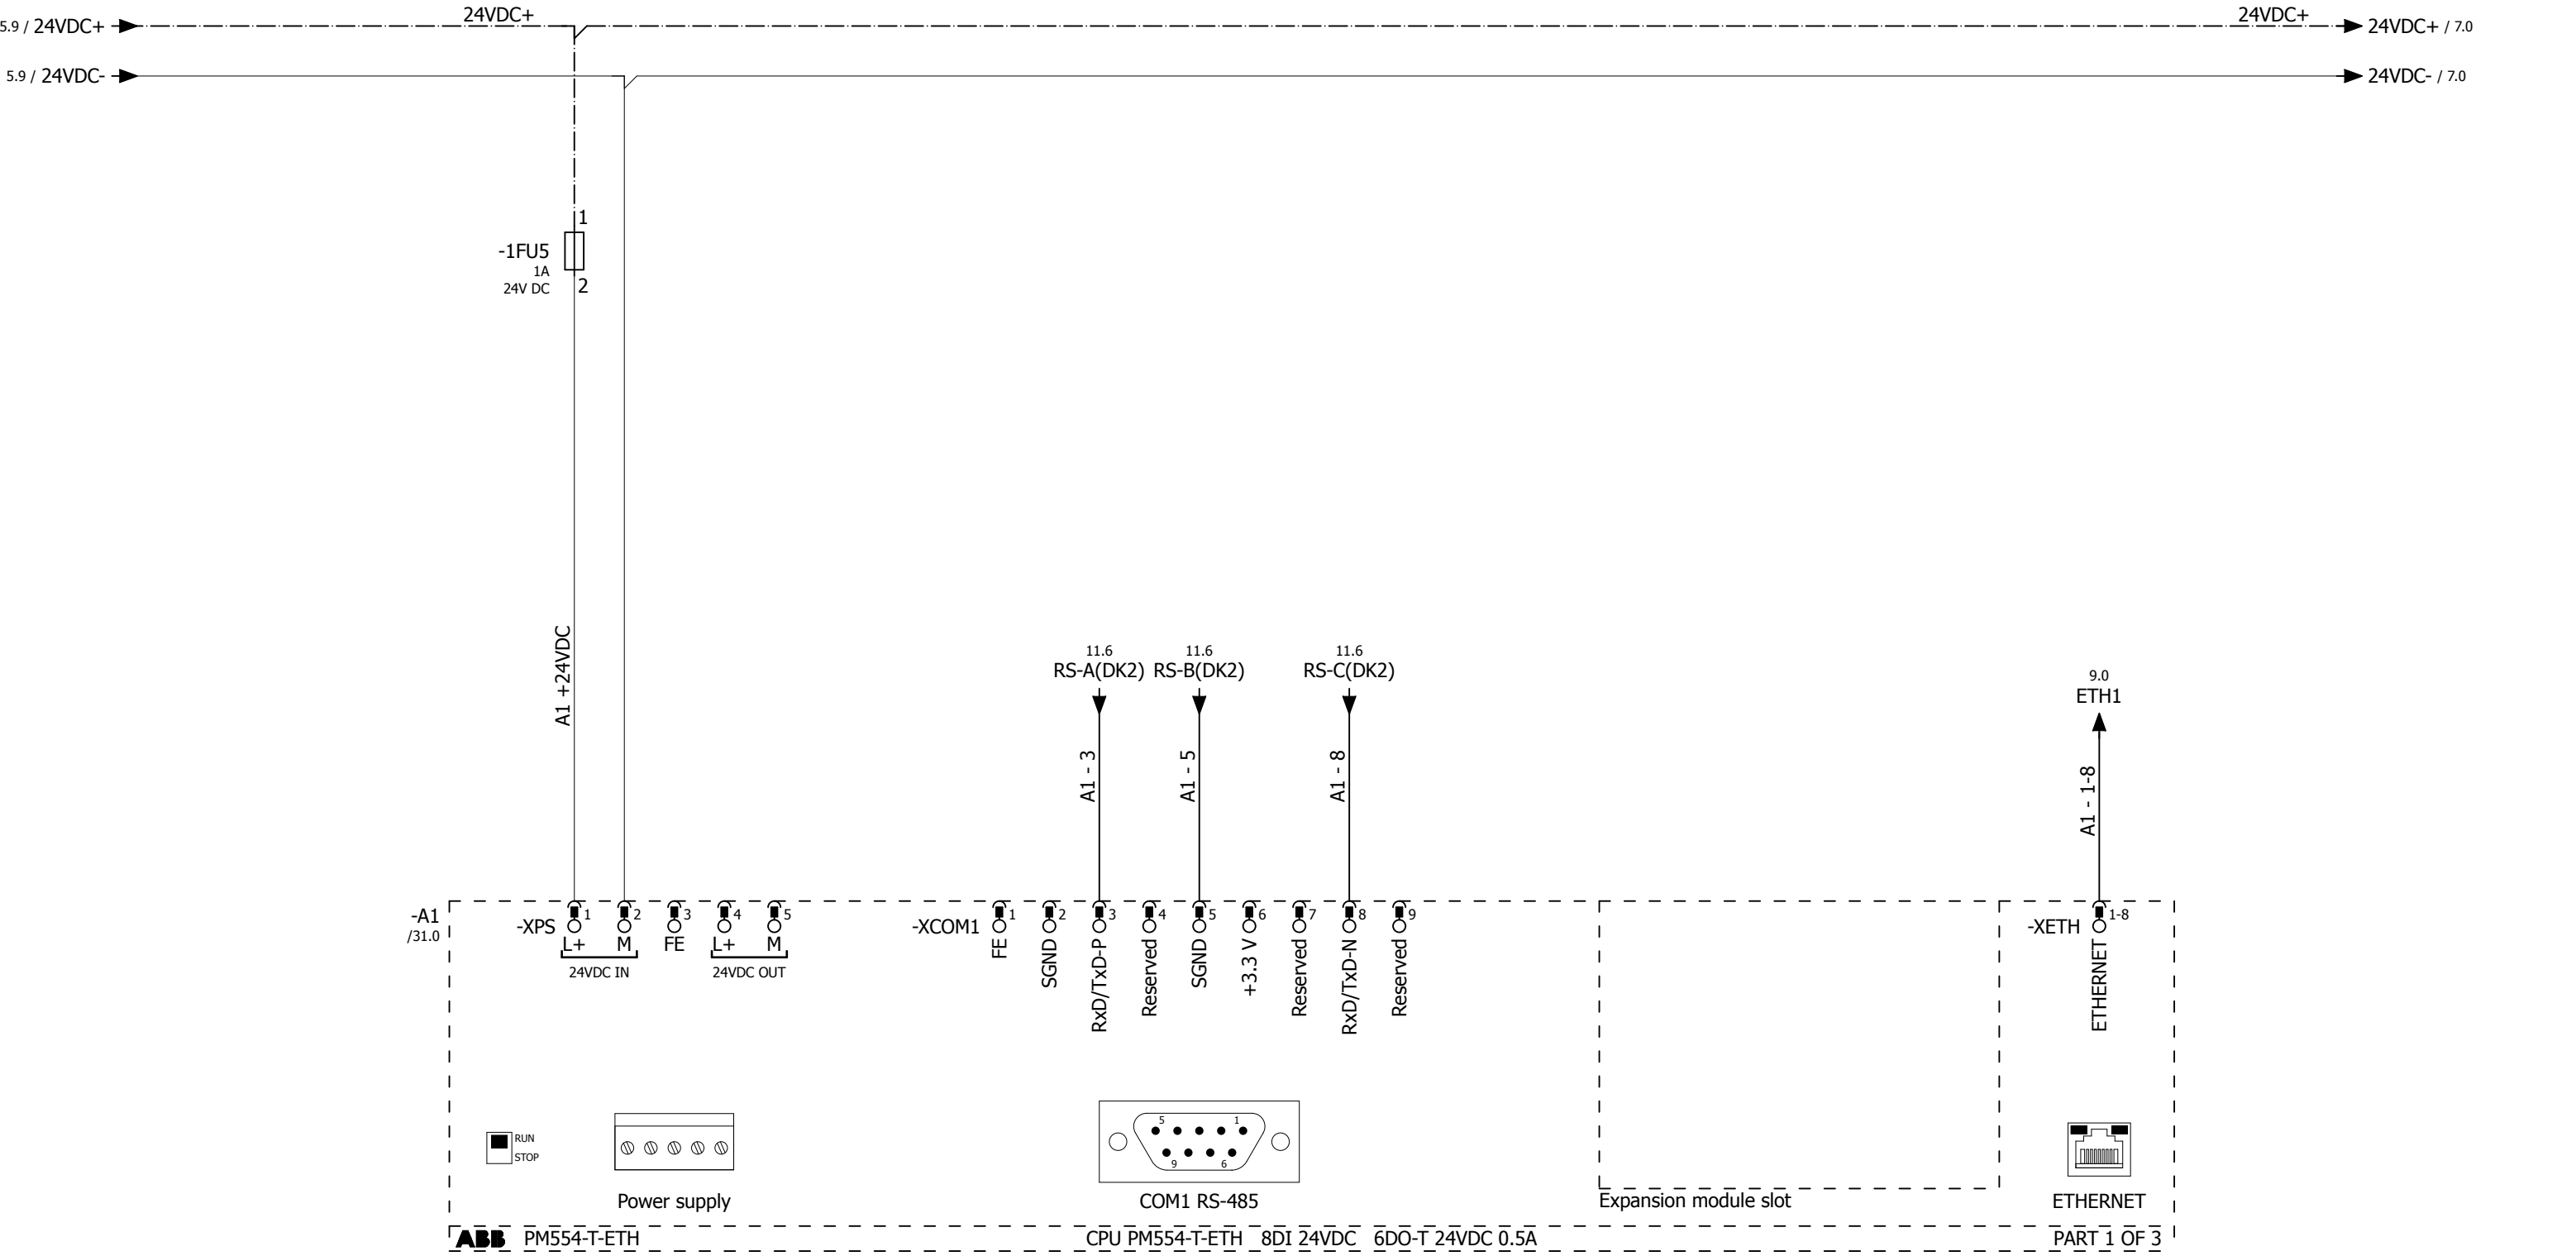 24VDC+ 24VDC+
5.9 / 24VDC+ 24VDC+ / 7.0
5.9 / 24VDC- 24VDC- / 7.0
1
-1FU5
1A
24V DC
2
A1 +24VDC
11.6 11.6 11.6
RS-A(DK2) RS-B(DK2) RS-C(DK2)
9.0
ETH1
A1 - 3 A1 - 5 A1 - 8 A1 - 1-8
-A1
/31.0
-XPS 1 2 3 4 5
L+ M FE L+ M
24VDC IN 24VDC OUT
-XCOM1 1 2 3 4 5 6 7 8 9
FE SGND RxD/TxD-P Reserved SGND +3.3 V Reserved RxD/TxD-N Reserved
-XETH 1-8
ETHERNET
RUN
STOP
5 1
9 6
Power supply COM1 RS-485 Expansion module slot ETHERNET
ABB PM554-T-ETH CPU PM554-T-ETH 8DI 24VDC 6DO-T 24VDC 0.5A PART 1 OF 3